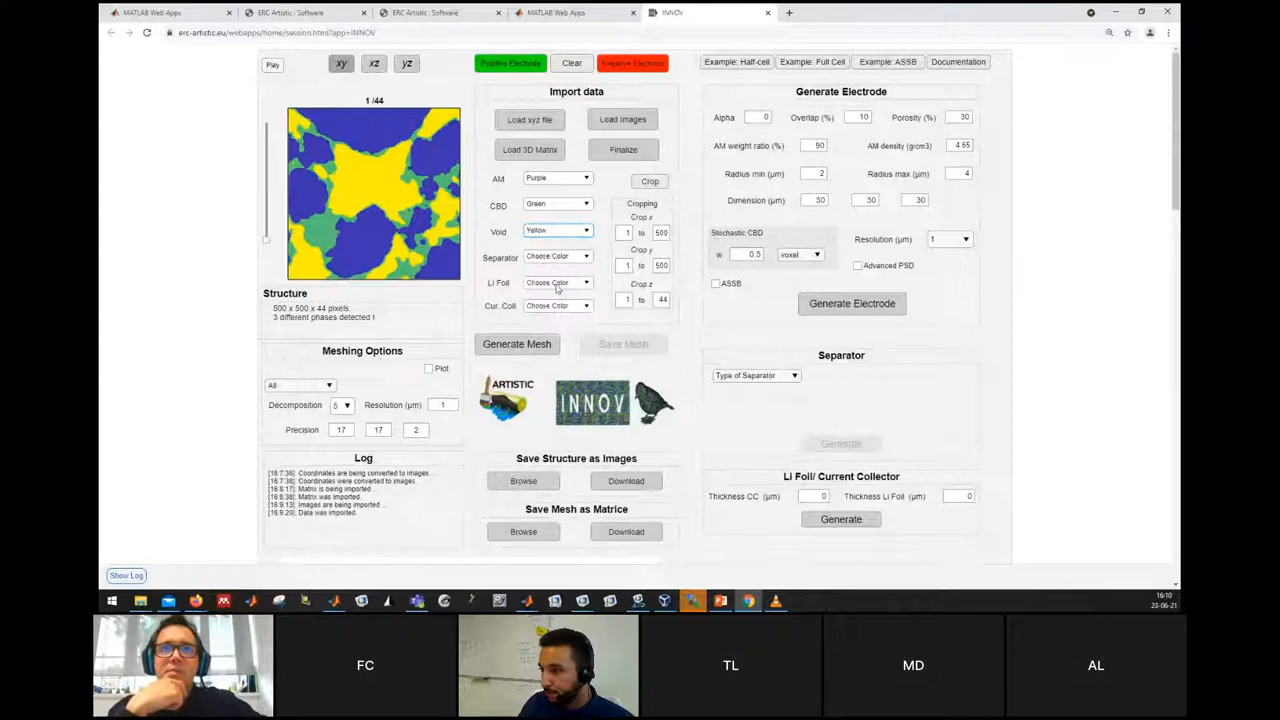 MATLAB Web Apps
ERC Artistic : Software
ERC Artistic : Software
MATLAB Web Apps
INNOV
erc-artistic.eu/webapps/home/session.html?app=INNOV
Play
xy
xz
yz
Positive Electrode
Clear
Negative Electrode
Example: Half-cell
Example: Full Cell
Example: ASSB
Documentation
1 /44
Structure
500 x 500 x 44 pixels.
3 different phases detected !
Meshing Options
Plot
All
Decomposition 5 Resolution (µm) 1
Precision 17 17 2
Log
[16:7:36]: Coordinates are being converted to images ...
[16:7:38]: Coordinates were converted to images.
[16:8:17]: Matrix is being imported ...
[16:8:38]: Matrix was imported.
[16:9:13]: Images are being imported ...
[16:9:20]: Data was imported.
Import data
Load xyz file
Load Images
Load 3D Matrix
Finalize
AM Purple
CBD Green
Void Yellow
Separator Choose Color
Li Foil Choose Color
Cur. Coll Choose Color
Crop
Cropping
Crop x
1 to 500
Crop y
1 to 500
Crop z
1 to 44
Generate Mesh
Save Mesh
ARTISTIC
INNOV
Save Structure as Images
Browse
Download
Save Mesh as Matrice
Browse
Download
Generate Electrode
Alpha 0 Overlap (%) 10 Porosity (%) 30
AM weight ratio (%) 90 AM density (g/cm3) 4.65
Radius min (µm) 2 Radius max (µm) 4
Dimension (µm) 30 30 30
Stochastic CBD
w 0.5 voxel
Resolution (µm) 1
Advanced PSD
ASSB
Generate Electrode
Separator
Type of Separator
Generate
Li Foil/ Current Collector
Thickness CC (µm) 0 Thickness Li Foil (µm) 0
Generate
Show Log
16:10
23-06-21
FC
TL
MD
AL